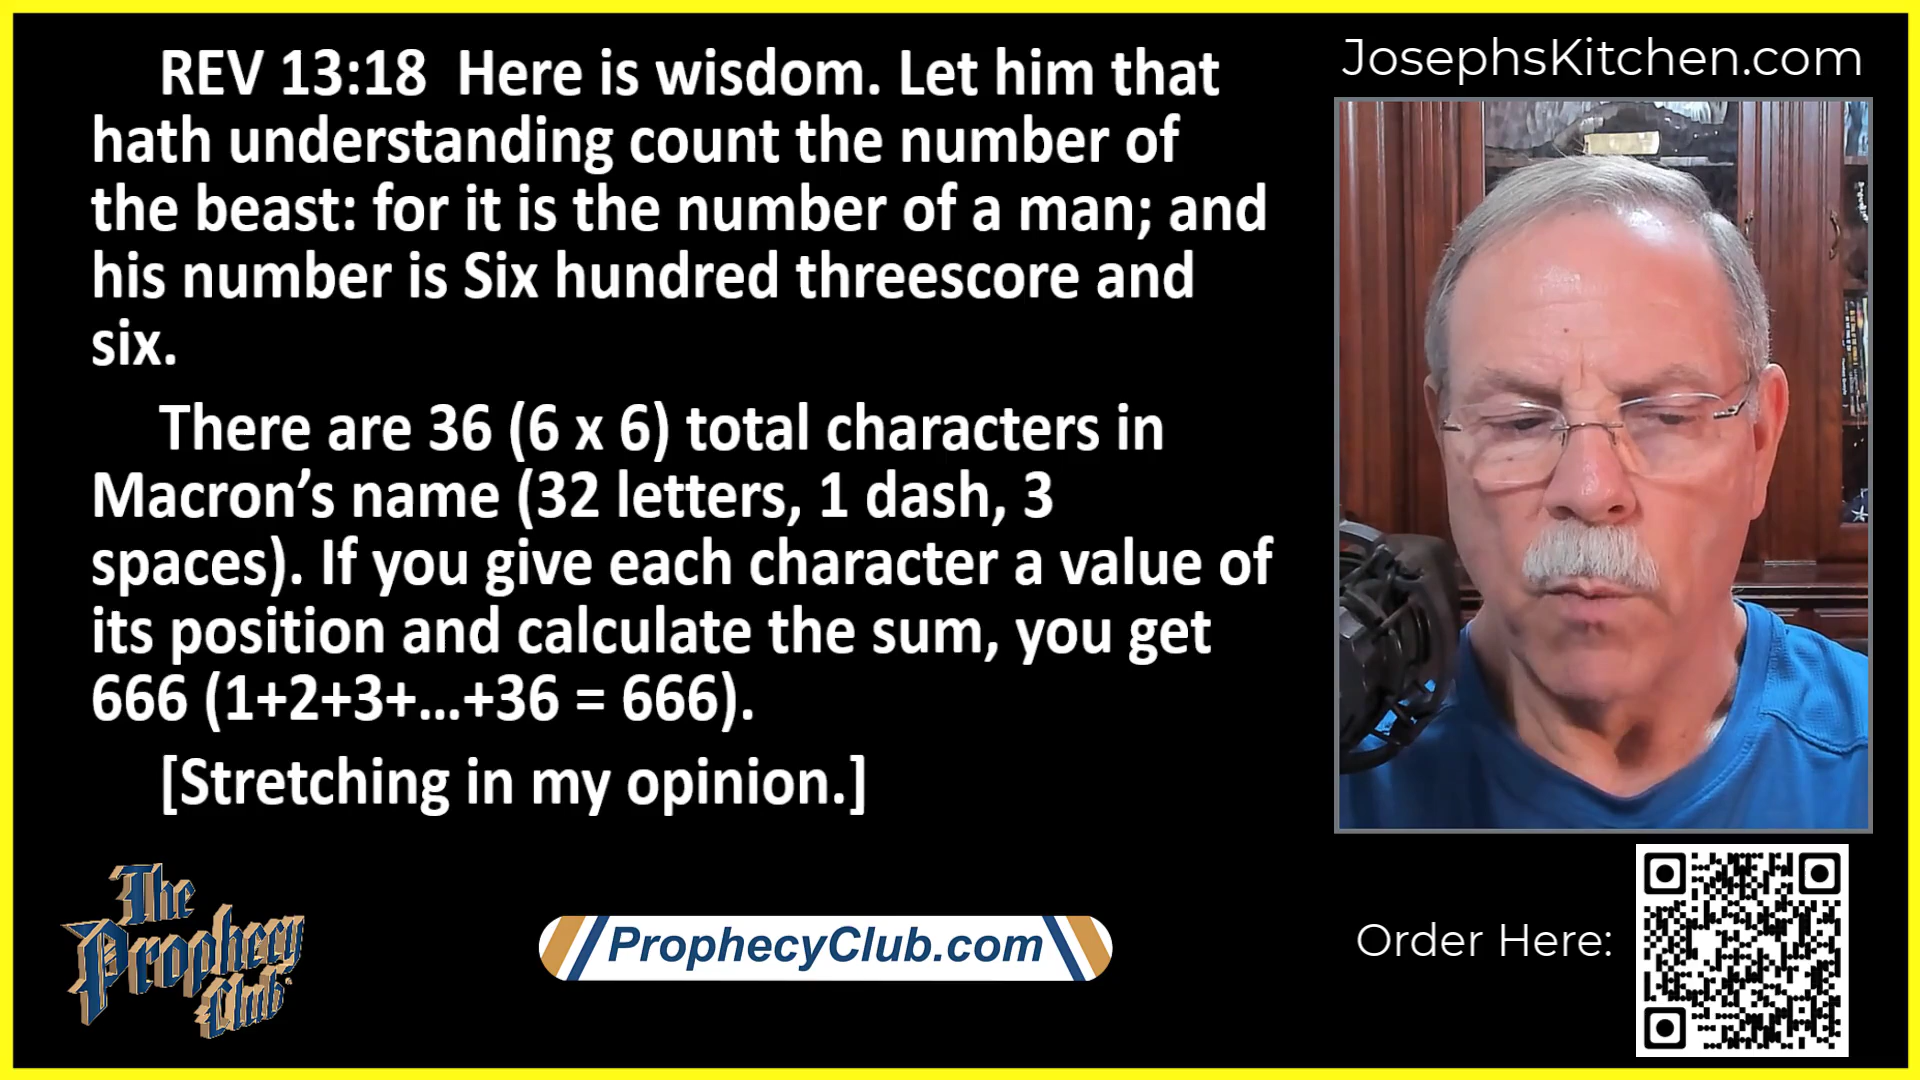 REV 13:18  Here is wisdom. Let him that
hath understanding count the number of
the beast: for it is the number of a man; and
his number is Six hundred threescore and
six.
There are 36 (6 x 6) total characters in
Macron’s name (32 letters, 1 dash, 3
spaces). If you give each character a value of
its position and calculate the sum, you get
666 (1+2+3+…+36 = 666).
[Stretching in my opinion.]
JosephsKitchen.com
The
Prophecy
Club
ProphecyClub.com
Order Here: